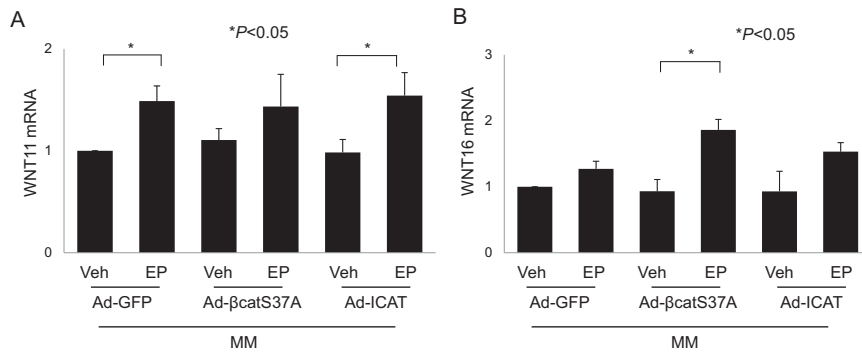 A
*P<0.05
*
*
WNT11 mRNA
2
1
0
Veh EP Veh EP Veh EP
Ad-GFP Ad-βcatS37A Ad-ICAT
MM
B
*P<0.05
*
WNT16 mRNA
3
2
1
0
Veh EP Veh EP Veh EP
Ad-GFP Ad-βcatS37A Ad-ICAT
MM